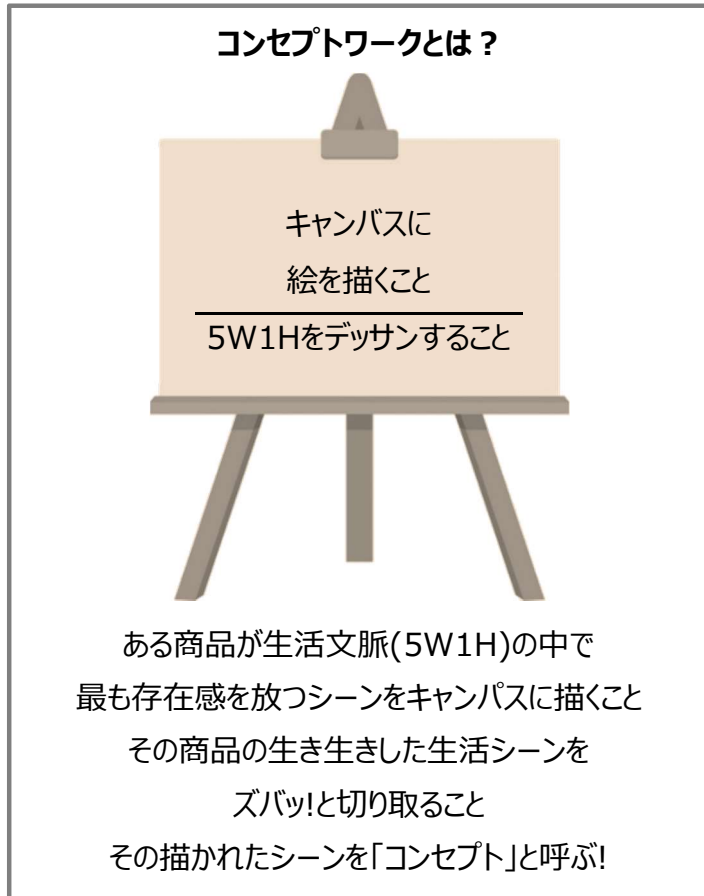 コンセプトワークとは?
キャンバスに
絵を描くこと
5W1Hをデッサンすること
ある商品が生活文脈(5W1H)の中で
最も存在感を放つシーンをキャンパスに描くこと
その商品の生き生きした生活シーンを
ズバッ!と切り取ること
その描かれたシーンを「コンセプト」と呼ぶ!